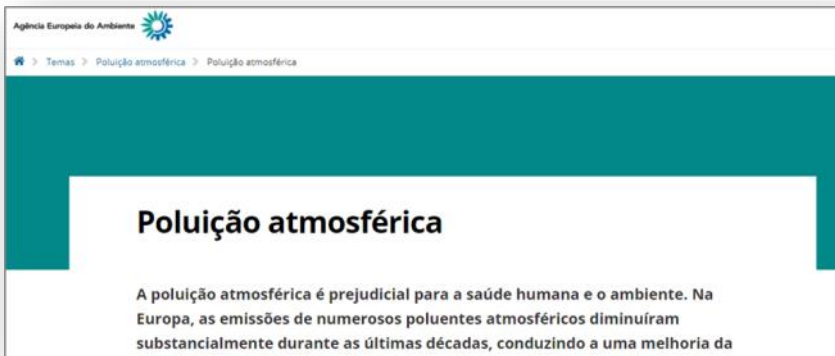 Agência Europeia do Ambiente
> Temas > Poluição atmosférica > Poluição atmosférica
Poluição atmosférica
A poluição atmosférica é prejudicial para a saúde humana e o ambiente. Na
Europa, as emissões de numerosos poluentes atmosféricos diminuíram
substancialmente durante as últimas décadas, conduzindo a uma melhoria da